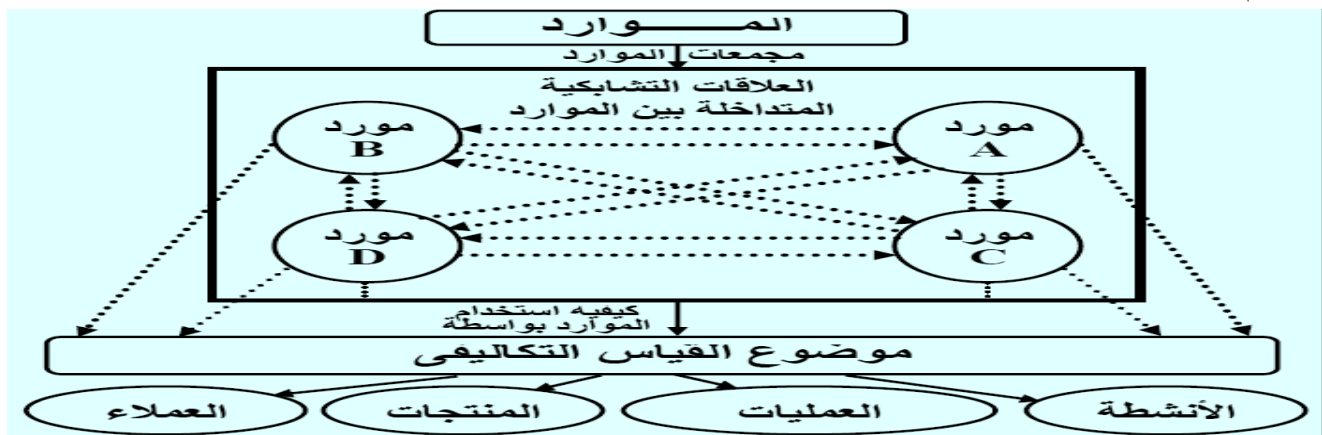 المـــــوارد
مجمعات الموارد
العلاقات التشابكية
المتداخلة بين الموارد
مورد
A
مورد
B
مورد
C
مورد
D
كيفيه استخدام
الموارد بواسطة
موضوع القياس التكاليفى
الأنشطة
العمليات
المنتجات
العملاء